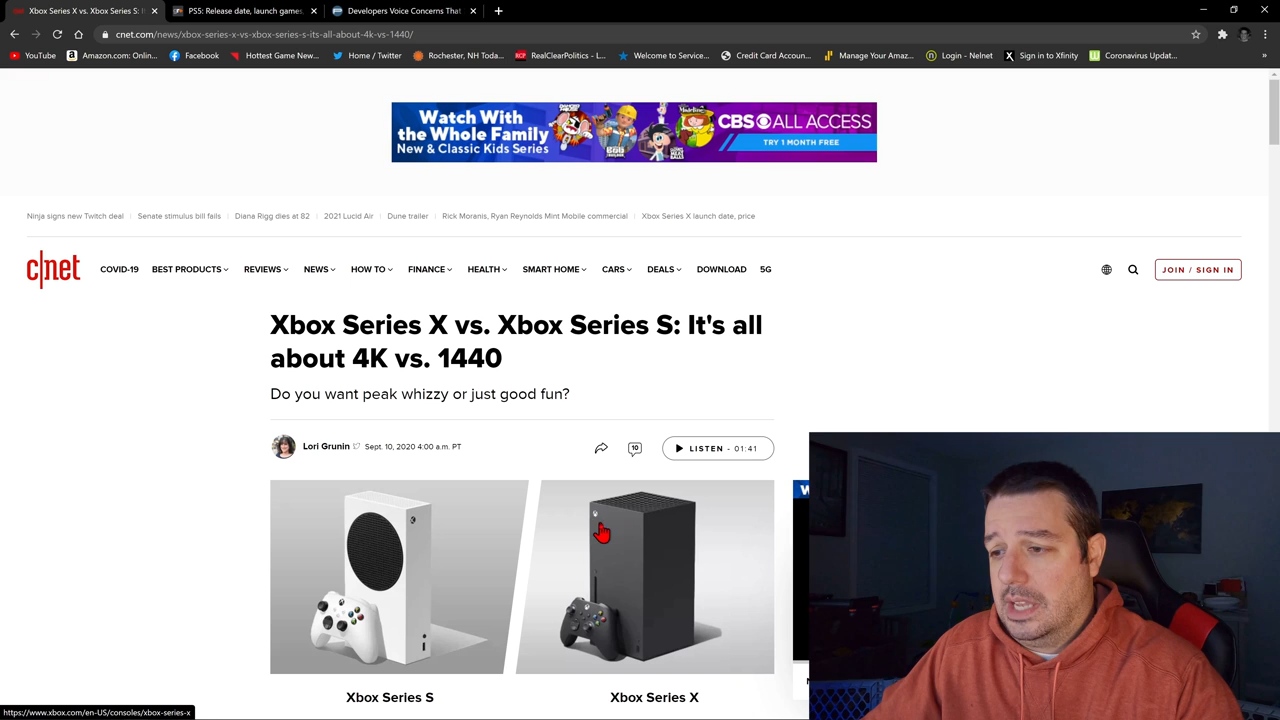 Xbox Series X vs. Xbox Series S: I
PS5: Release date, launch games,
Developers Voice Concerns That
cnet.com/news/xbox-series-x-vs-xbox-series-s-its-all-about-4k-vs-1440/
YouTube
Amazon.com: Onlin...
Facebook
Hottest Game New...
Home / Twitter
Rochester, NH Toda...
RCP RealClearPolitics - L...
Welcome to Service...
Credit Card Accoun...
Manage Your Amaz...
Login - Nelnet
Sign in to Xfinity
Coronavirus Updat...
Watch With
the Whole Family
New & Classic Kids Series
CBS ALL ACCESS
TRY 1 MONTH FREE
Ninja signs new Twitch deal / Senate stimulus bill fails / Diana Rigg dies at 82 / 2021 Lucid Air / Dune trailer / Rick Moranis, Ryan Reynolds Mint Mobile commercial / Xbox Series X launch date, price
c|net
COVID-19
BEST PRODUCTS
REVIEWS
NEWS
HOW TO
FINANCE
HEALTH
SMART HOME
CARS
DEALS
DOWNLOAD
5G
JOIN / SIGN IN
Xbox Series X vs. Xbox Series S: It's all
about 4K vs. 1440
Do you want peak whizzy or just good fun?
Lori Grunin
Sept. 10, 2020 4:00 a.m. PT
10
LISTEN - 01:41
Xbox Series S
Xbox Series X
https://www.xbox.com/en-US/consoles/xbox-series-x